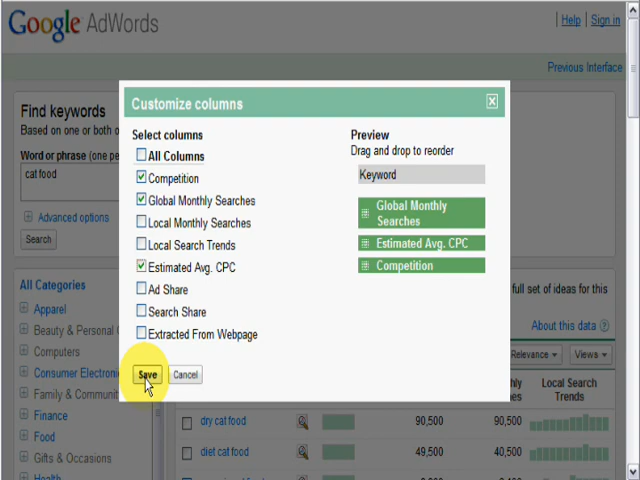 Google AdWords
Help | Sign in
Previous Interface
Customize columns
Find keywords
Based on one or both o
Word or phrase (one pe
cat food
Advanced options
Search
Select columns
All Columns
Competition
Global Monthly Searches
Local Monthly Searches
Local Search Trends
Estimated Avg. CPC
Ad Share
Search Share
Extracted From Webpage
Save
Cancel
Preview
Drag and drop to reorder
Keyword
Global Monthly
Searches
Estimated Avg. CPC
Competition
All Categories
Apparel
Beauty & Personal
Computers
Consumer Electroni
Family & Communit
Finance
Food
Gifts & Occasions
Health
full set of ideas for this
About this data
Relevance
Views
hly
es
Local Search
Trends
dry cat food
90,500
90,500
diet cat food
49,500
40,500